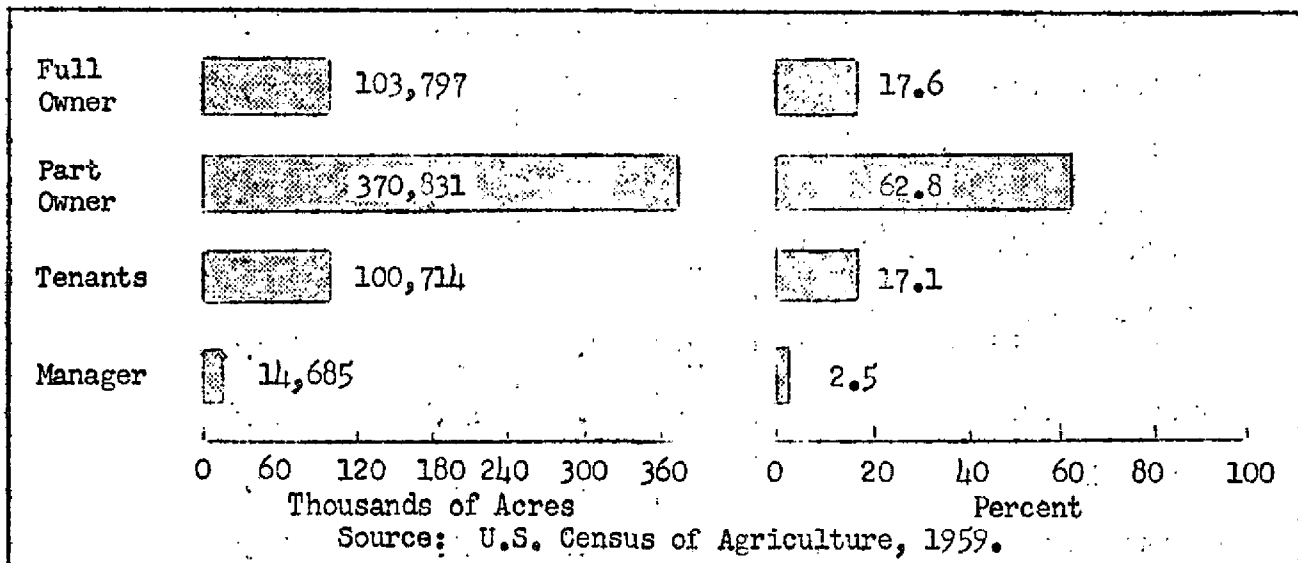 Full
Owner
103,797
17.6
Part
Owner
370,831
62.8
Tenants
100,714
17.1
Manager
14,685
2.5
0 60 120 180 240 300 360
0 20 40 60 80 100
Thousands of Acres
Percent
Source: U.S. Census of Agriculture, 1959.